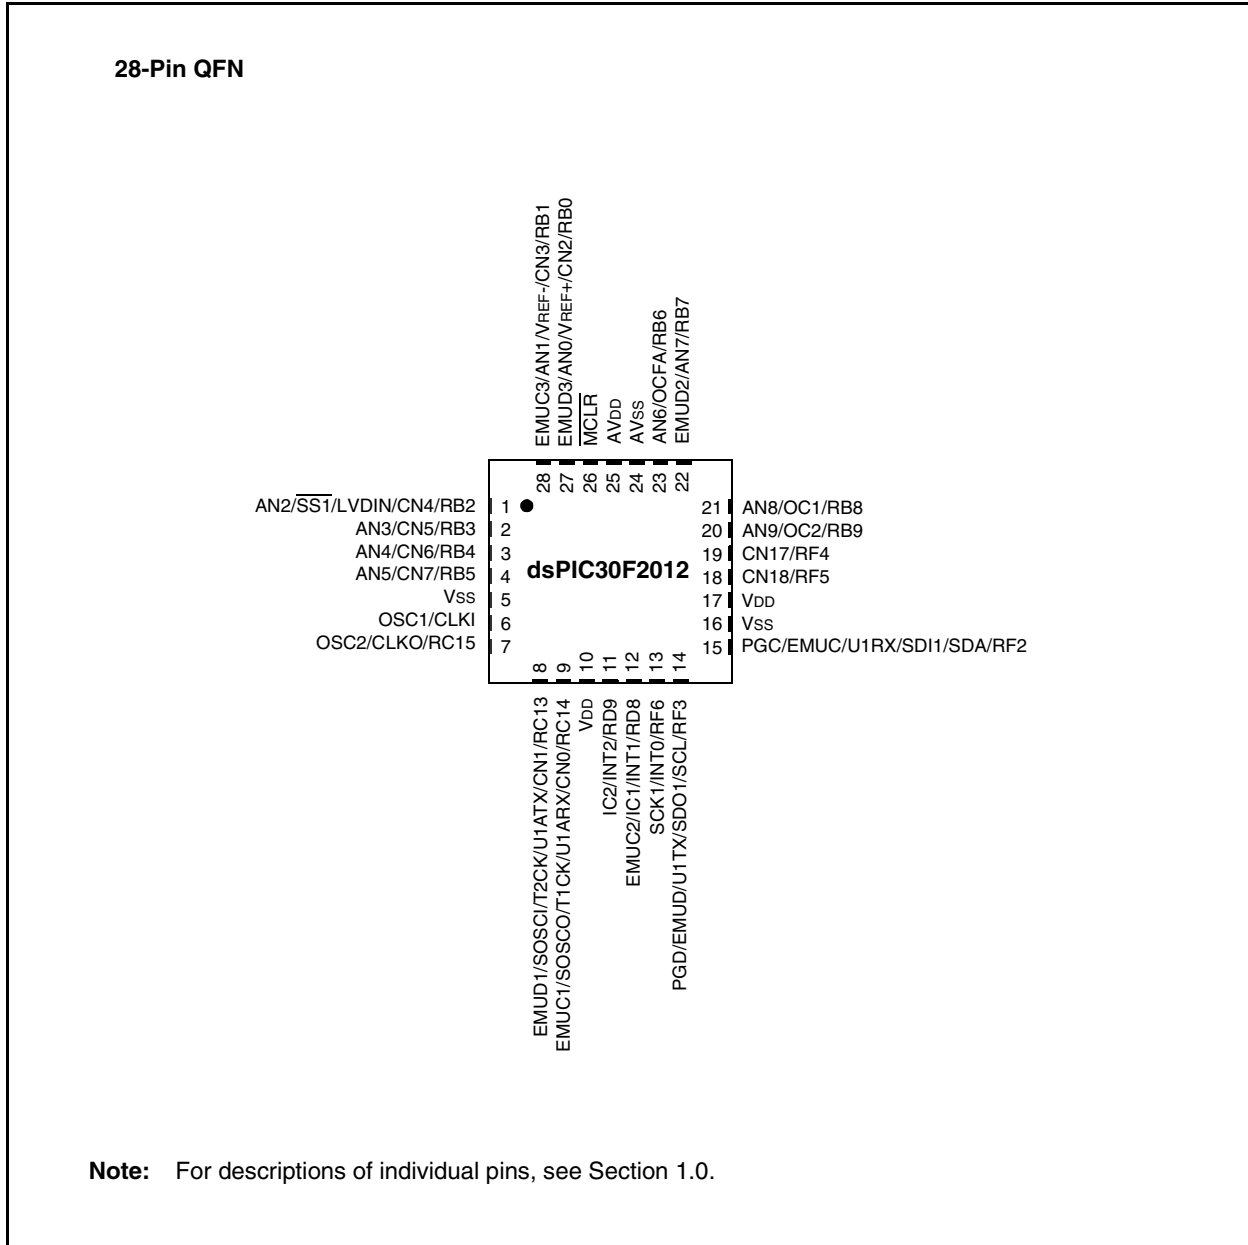 28-Pin QFN
EMUC3/AN1/VREF-/CN3/RB1
EMUD3/AN0/VREF+/CN2/RB0
MCLR
AVDD
AVSS
AN6/OCFA/RB6
EMUD2/AN7/RB7
28 27 26 25 24 23 22
AN2/SS1/LVDIN/CN4/RB2 1
AN3/CN5/RB3 2
AN4/CN6/RB4 3
AN5/CN7/RB5 4
VSS 5
OSC1/CLKI 6
OSC2/CLKO/RC15 7
dsPIC30F2012
21 AN8/OC1/RB8
20 AN9/OC2/RB9
19 CN17/RF4
18 CN18/RF5
17 VDD
16 VSS
15 PGC/EMUC/U1RX/SDI1/SDA/RF2
8 9 10 11 12 13 14
EMUD1/SOSCI/T2CK/U1ATX/CN1/RC13
EMUC1/SOSCO/T1CK/U1ARX/CN0/RC14
VDD
IC2/INT2/RD9
EMUC2/IC1/INT1/RD8
SCK1/INT0/RF6
PGD/EMUD/U1TX/SDO1/SCL/RF3
Note: For descriptions of individual pins, see Section 1.0.